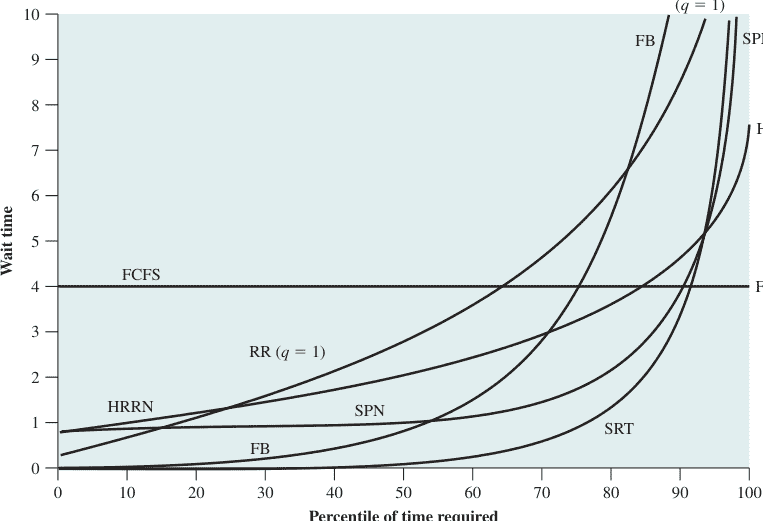 (q = 1)
10
FB
SP
9
8
7
H
6
5
Wait time
FCFS
4
F
3
RR (q = 1)
2
HRRN
SPN
1
SRT
FB
0
0 10 20 30 40 50 60 70 80 90 100
Percentile of time required